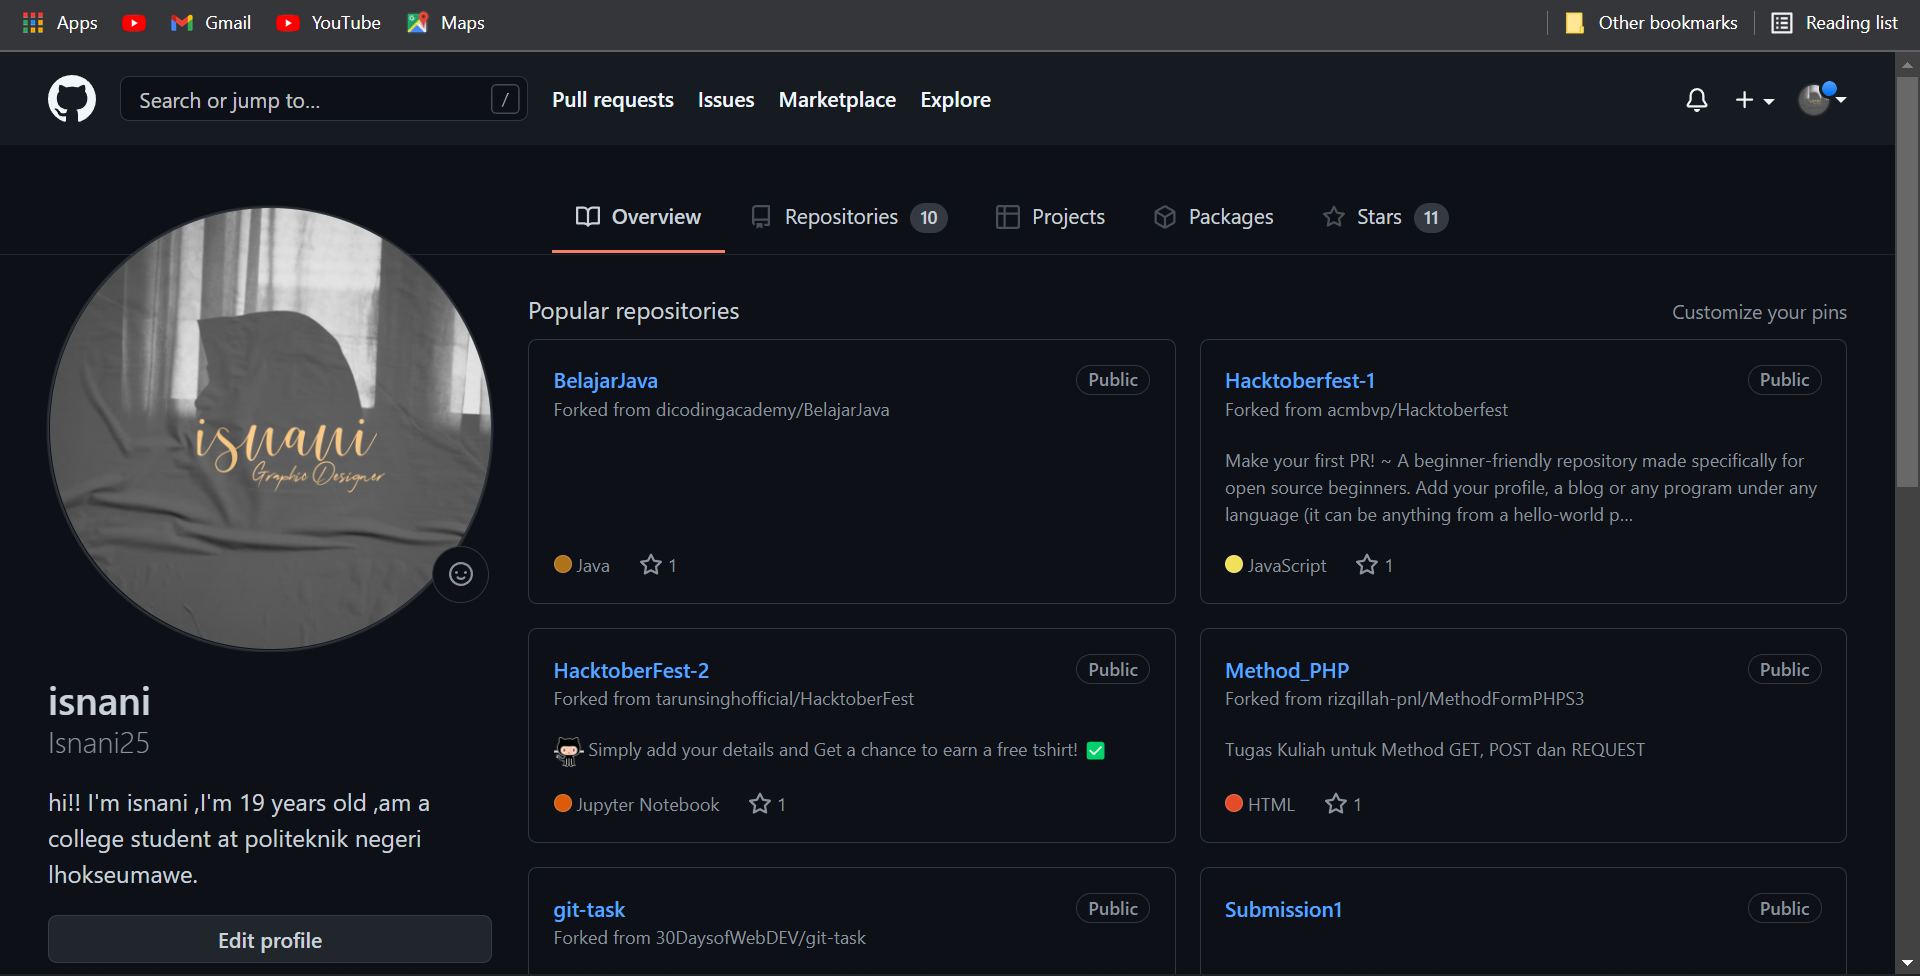 Apps
Gmail
YouTube
Maps
Other bookmarks
Reading list
Search or jump to...
/
Pull requests
Issues
Marketplace
Explore
Overview
Repositories 10
Projects
Packages
Stars 11
isnani
Graphic Designer
isnani
Isnani25
hi!! I'm isnani ,I'm 19 years old ,am a
college student at politeknik negeri
lhokseumawe.
Edit profile
Popular repositories
Customize your pins
BelajarJava
Public
Forked from dicodingacademy/BelajarJava
Java
1
Hacktoberfest-1
Public
Forked from acmbvp/Hacktoberfest
Make your first PR! ~ A beginner-friendly repository made specifically for
open source beginners. Add your profile, a blog or any program under any
language (it can be anything from a hello-world p...
JavaScript
1
HacktoberFest-2
Public
Forked from tarunsinghofficial/HacktoberFest
Simply add your details and Get a chance to earn a free tshirt! ✅
Jupyter Notebook
1
Method_PHP
Public
Forked from rizqillah-pnl/MethodFormPHPS3
Tugas Kuliah untuk Method GET, POST dan REQUEST
HTML
1
git-task
Public
Forked from 30DaysofWebDEV/git-task
Submission1
Public